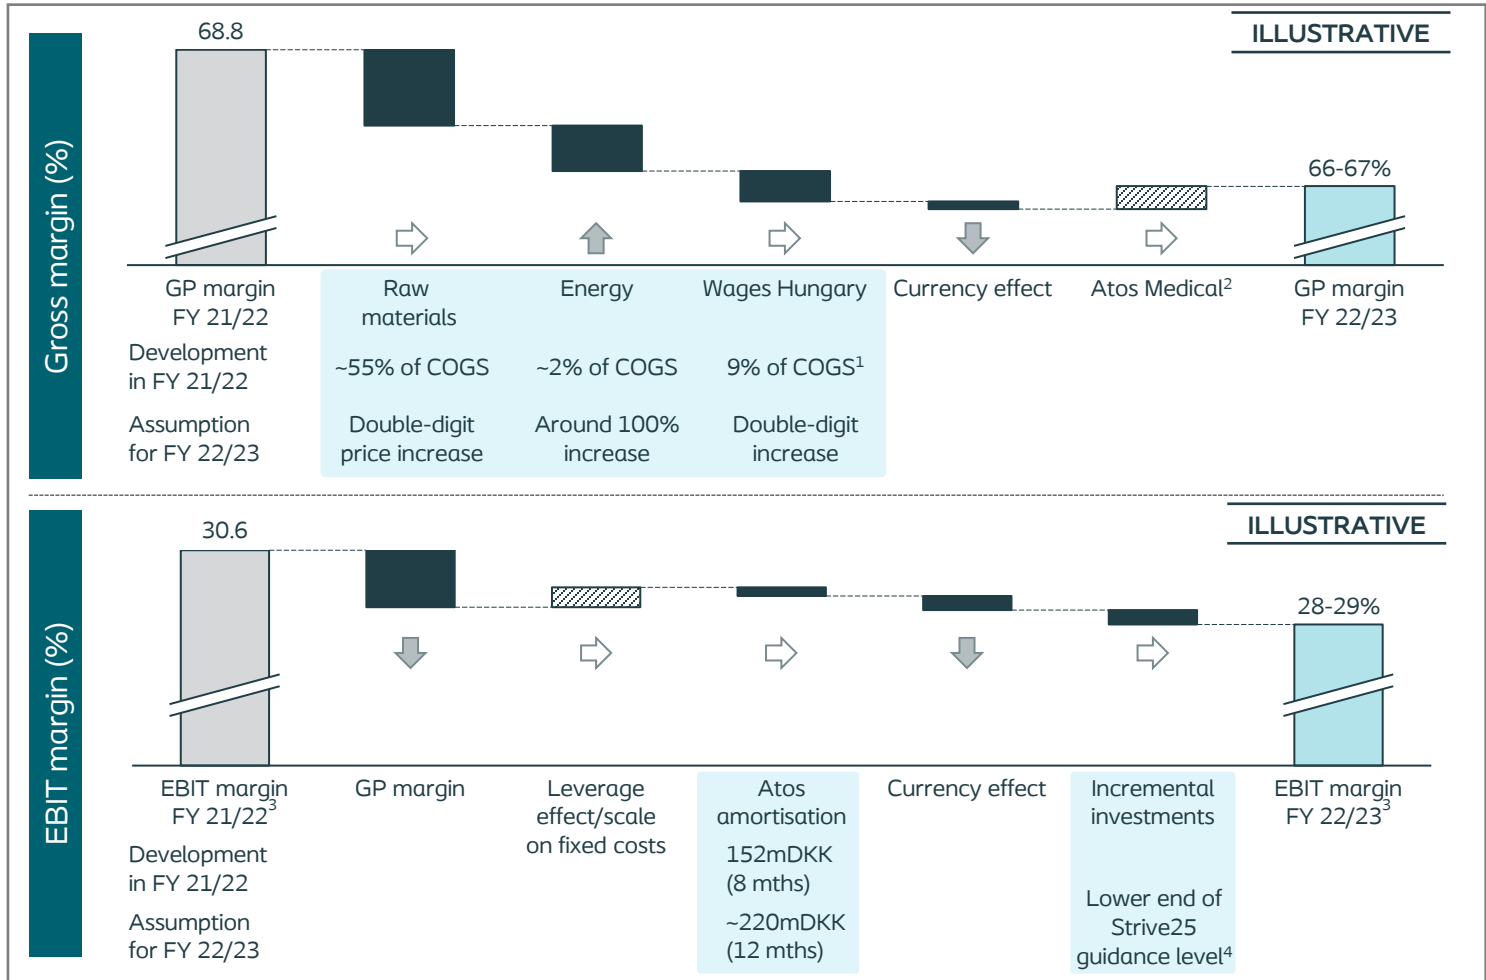 Gross margin (%)
ILLUSTRATIVE
68.8
66-67%
GP margin
FY 21/22
Raw
materials
Energy
Wages Hungary
Currency effect
Atos Medical²
GP margin
FY 22/23
Development
in FY 21/22
~55% of COGS
~2% of COGS
9% of COGS¹
Assumption
for FY 22/23
Double-digit
price increase
Around 100%
increase
Double-digit
increase
EBIT margin (%)
ILLUSTRATIVE
30.6
28-29%
EBIT margin
FY 21/22³
GP margin
Leverage
effect/scale
on fixed costs
Atos
amortisation
Currency effect
Incremental
investments
EBIT margin
FY 22/23³
Development
in FY 21/22
152mDKK
(8 mths)
Assumption
for FY 22/23
~220mDKK
(12 mths)
Lower end of
Strive25
guidance level⁴